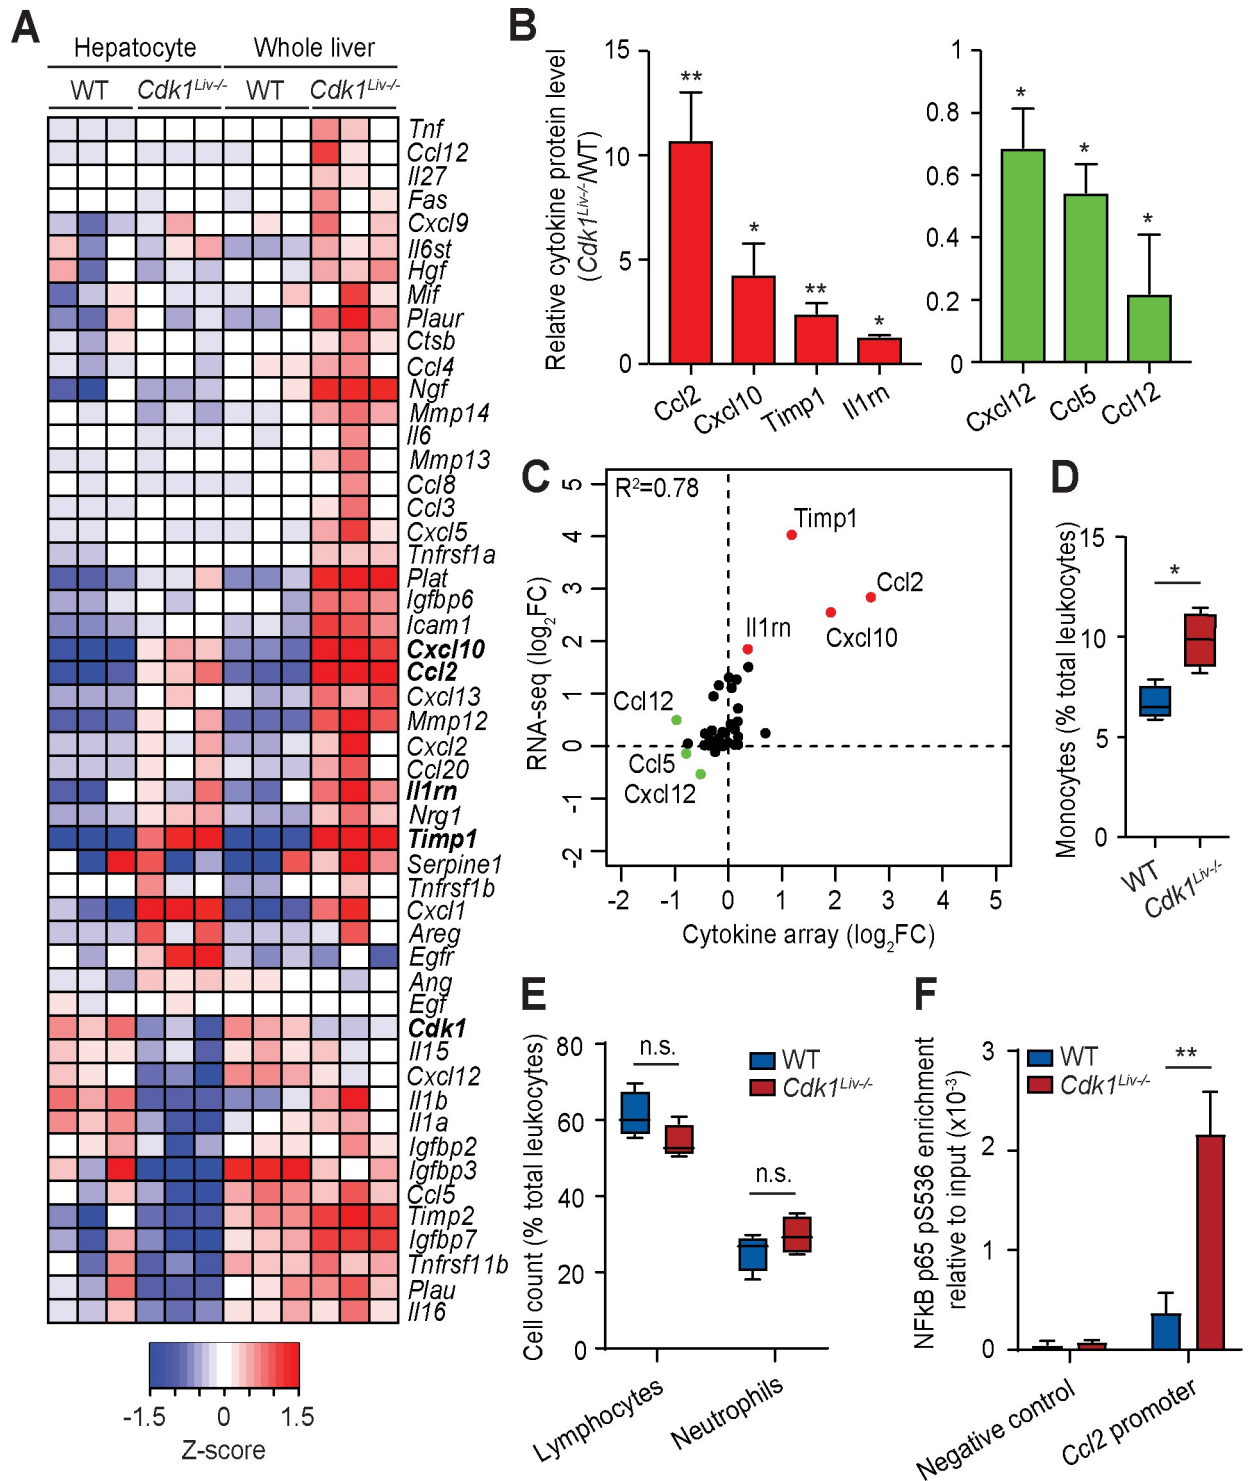 A
Hepatocyte Whole liver
WT Cdk1Liv-/- WT Cdk1Liv-/-
Tnf
Ccl12
Il27
Fas
Cxcl9
Il6st
Hgf
Mif
Plaur
Ctsb
Ccl4
Ngf
Mmp14
Il6
Mmp13
Ccl8
Ccl3
Cxcl5
Tnfrsf1a
Plat
Igfbp6
Icam1
Cxcl10
Ccl2
Cxcl13
Mmp12
Cxcl2
Ccl20
Il1rn
Nrg1
Timp1
Serpine1
Tnfrsf1b
Cxcl1
Areg
Egfr
Ang
Egf
Cdk1
Il15
Cxcl12
Il1b
Il1a
Igfbp2
Igfbp3
Ccl5
Timp2
Igfbp7
Tnfrsf11b
Plau
Il16
-1.5 0 1.5
Z-score
B
Relative cytokine protein level
(Cdk1Liv-/-/WT)
15
10
5
0
**
*
**
*
Ccl2 Cxcl10 Timp1 Il1rn
1
0.8
0.6
0.4
0.2
0
*
*
*
Cxcl12 Ccl5 Ccl12
C
RNA-seq (log2FC)
5
4
3
2
1
0
-1
-2
R2=0.78
Timp1
Ccl2
Cxcl10
Il1rn
Ccl12
Ccl5
Cxcl12
-2 -1 0 1 2 3 4 5
Cytokine array (log2FC)
D
Monocytes (% total leukocytes)
15
10
5
0
*
WT Cdk1Liv-/-
E
Cell count (% total leukocytes)
80
60
40
20
0
n.s.
n.s.
WT
Cdk1Liv-/-
Lymphocytes Neutrophils
F
NFkB p65 pS536 enrichment
relative to input (x10-3)
3
2
1
0
WT
Cdk1Liv-/-
**
Negative control Ccl2 promoter